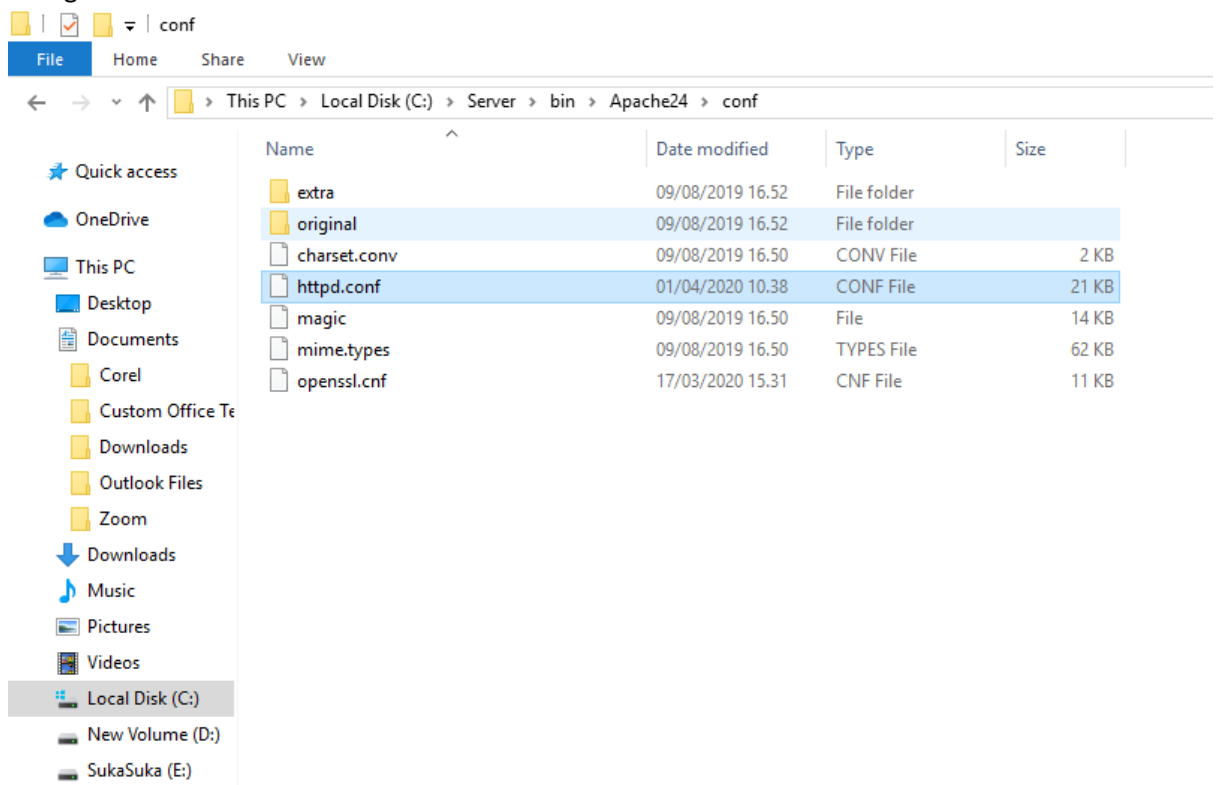 conf
File Home Share View
This PC > Local Disk (C:) > Server > bin > Apache24 > conf
Name Date modified Type Size
Quick access
OneDrive
This PC
Desktop
Documents
Corel
Custom Office Te
Downloads
Outlook Files
Zoom
Downloads
Music
Pictures
Videos
Local Disk (C:)
New Volume (D:)
SukaSuka (E:)
extra 09/08/2019 16.52 File folder
original 09/08/2019 16.52 File folder
charset.conv 09/08/2019 16.50 CONV File 2 KB
httpd.conf 01/04/2020 10.38 CONF File 21 KB
magic 09/08/2019 16.50 File 14 KB
mime.types 09/08/2019 16.50 TYPES File 62 KB
openssl.cnf 17/03/2020 15.31 CNF File 11 KB